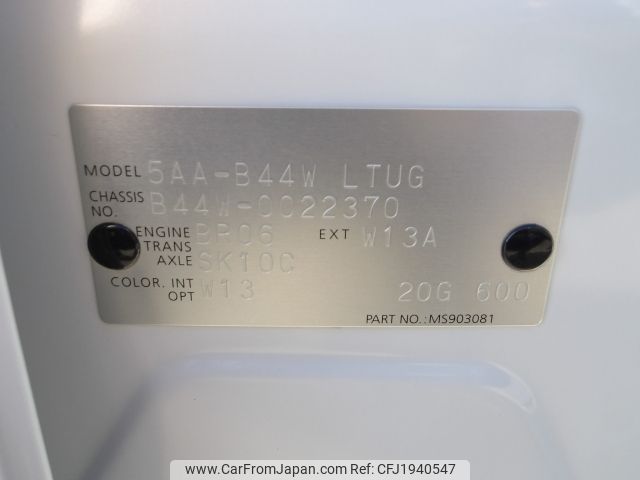 MODEL 5AA-B44W LTUG
CHASSIS NO. B44W-0022370
ENGINE BR06 EXT W13A
TRANS
AXLE SK10C
COLOR. INT W13 20G 600
OPT
PART NO.:MS903081
www.CarFromJapan.com - CFJ1940547